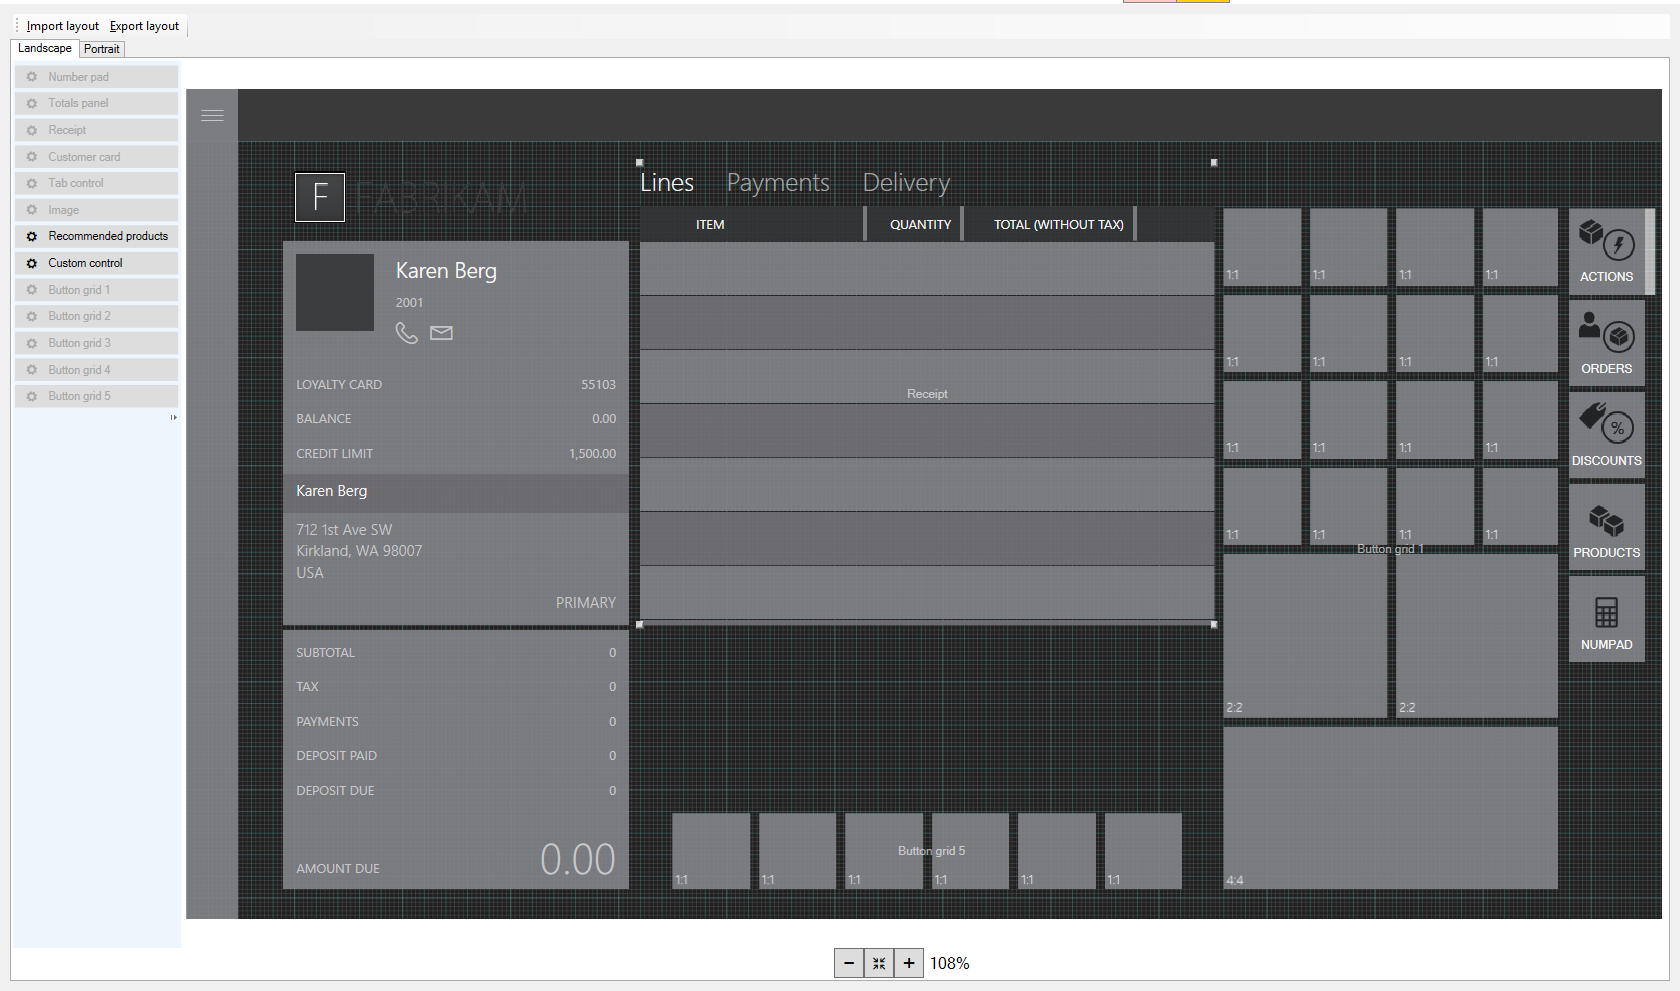 Import layout Export layout
Landscape Portrait
Number pad
Totals panel
Receipt
Customer card
Tab control
Image
Recommended products
Custom control
Button grid 1
Button grid 2
Button grid 3
Button grid 4
Button grid 5
F FABRIKAM
Karen Berg
2001
LOYALTY CARD 55103
BALANCE 0.00
CREDIT LIMIT 1,500.00
Karen Berg
712 1st Ave SW
Kirkland, WA 98007
USA
PRIMARY
SUBTOTAL 0
TAX 0
PAYMENTS 0
DEPOSIT PAID 0
DEPOSIT DUE 0
AMOUNT DUE 0.00
Lines Payments Delivery
ITEM QUANTITY TOTAL (WITHOUT TAX)
Receipt
Button grid 5
1:1 1:1 1:1 1:1 1:1 1:1
1:1 1:1 1:1 1:1
1:1 1:1 1:1 1:1
1:1 1:1 1:1 1:1
1:1 1:1 1:1 1:1
Button grid 1
2:2 2:2
4:4
ACTIONS
ORDERS
%
DISCOUNTS
PRODUCTS
NUMPAD
108%